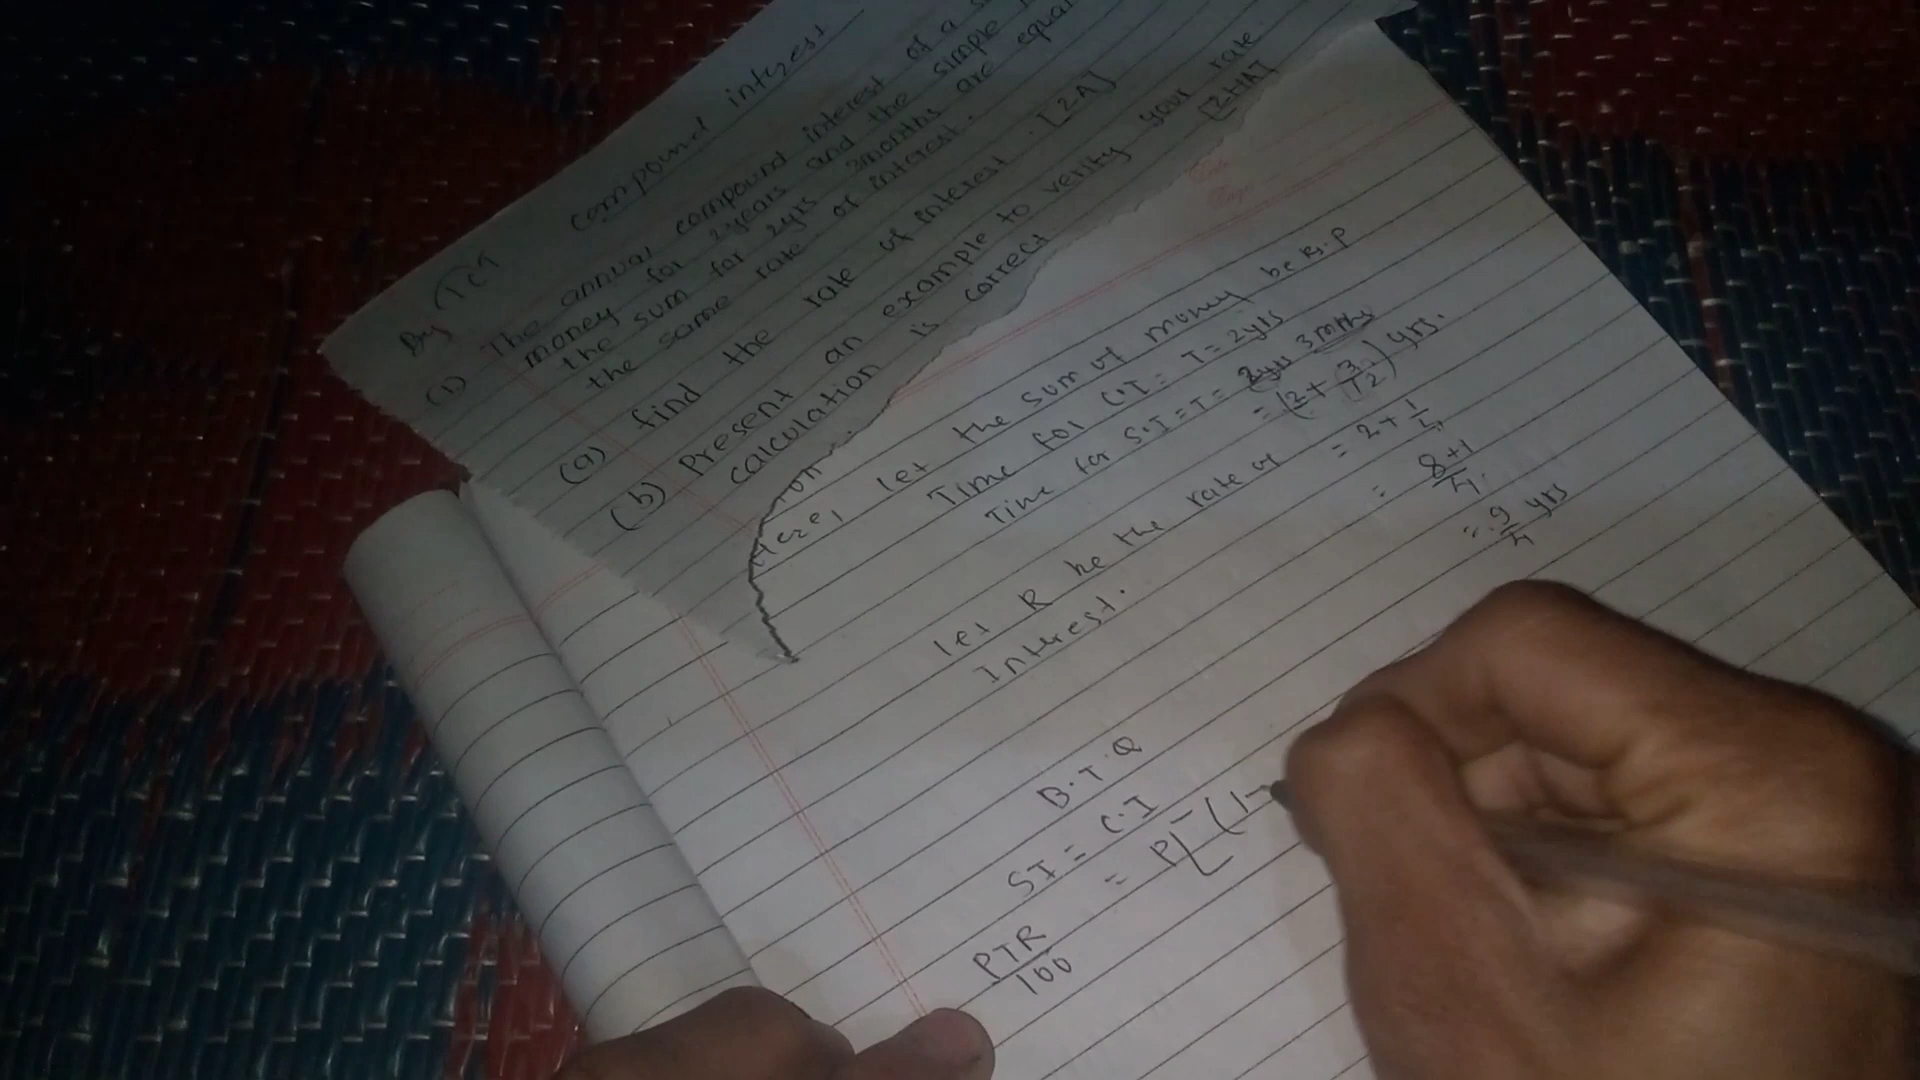 compound interest
(1) The annual compound interest of a
money for 2years and the simple
the sum for 2yrs 3months are equal
the same rate of interest.
(a) find the rate of interest. [2A]
(b) Present an example to verity your rate
calculation is correct. [2HA]
let the sum of money be Rs. P
Time for C.I = T = 2yrs
Time for S.I = T = 2yrs 3mths
= (2 + 3/12) yrs.
= 2 + 1/4
= 8+1/4
= 9/4 yrs
let R be the rate of
Interest.
B.T.Q
SI = C.I
PTR/100 = P[(1